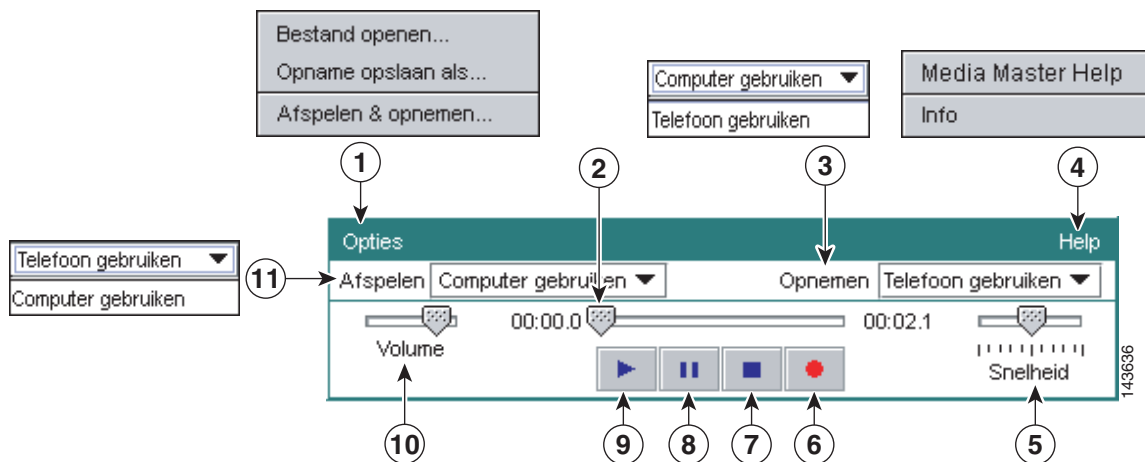 Bestand openen...
Opname opslaan als...
Afspelen & opnemen...
Computer gebruiken
Telefoon gebruiken
Media Master Help
Info
1
2
3
4
Opties
Help
Telefoon gebruiken
Computer gebruiken
11
Afspelen Computer gebruiken
Opnemen Telefoon gebruiken
00:00.0
00:02.1
Volume
Snelheid
143636
10
9
8
7
6
5